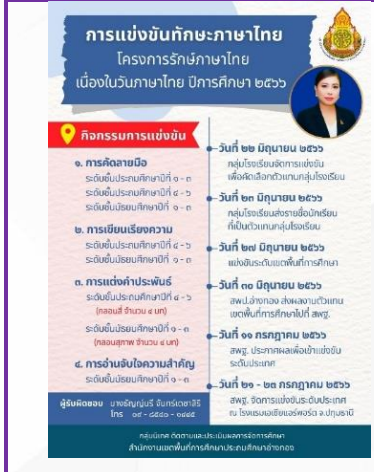 การแข่งขันทักษะภาษาไทย
โครงการรักษ์ภาษาไทย
เนื่องในวันภาษาไทย ปีการศึกษา ๒๕๖๖
กิจกรรมการแข่งขัน
๑. การคัดลายมือ
ระดับชั้นประถมศึกษาปีที่ ๑ - ๓
ระดับชั้นมัธยมศึกษาปีที่ ๑ - ๓
๒. การเขียนเรียงความ
ระดับชั้นประถมศึกษาปีที่ ๔ - ๖
ระดับชั้นมัธยมศึกษาปีที่ ๑ - ๓
๓. การแต่งคำประพันธ์
ระดับชั้นประถมศึกษาปีที่ ๔ - ๖
(กลอนสี่ จำนวน ๔ บท)
ระดับชั้นมัธยมศึกษาปีที่ ๑ - ๓
(กลอนสุภาพ จำนวน ๔ บท)
๔. การอ่านจับใจความสำคัญ
ระดับชั้นมัธยมศึกษาปีที่ ๑ - ๓
ผู้รับผิดชอบ
โทร
วันที่ ๒๒ มิถุนายน ๒๕๖๖
กลุ่มโรงเรียนจัดการแข่งขัน
เพื่อคัดเลือกตัวแทนกลุ่มโรงเรียน
วันที่ ๒๓ มิถุนายน ๒๕๖๖
กลุ่มโรงเรียนส่งรายชื่อนักเรียน
ที่เป็นตัวแทนกลุ่มโรงเรียน
วันที่ ๒๗ มิถุนายน ๒๕๖๖
แข่งขันระดับเขตพื้นที่การศึกษา
วันที่ ๓๐ มิถุนายน ๒๕๖๖
สพป.อ่างทอง ส่งผลงานตัวแทน
เขตพื้นที่การศึกษาไปที่ สพฐ.
วันที่ ๑๑ กรกฎาคม ๒๕๖๖
สพฐ. ประกาศผลเพื่อเข้าแข่งขัน
ระดับประเทศ
วันที่ ๒๑ - ๒๓ กรกฎาคม ๒๕๖๖
สพฐ. จัดการแข่งขันระดับประเทศ
ณ โรงแรมเอเชียแอร์พอร์ต จ.ปทุมธานี
กลุ่มนิเทศ ติดตามและประเมินผลการจัดการศึกษา
สำนักงานเขตพื้นที่การศึกษาประถมศึกษาอ่างทอง